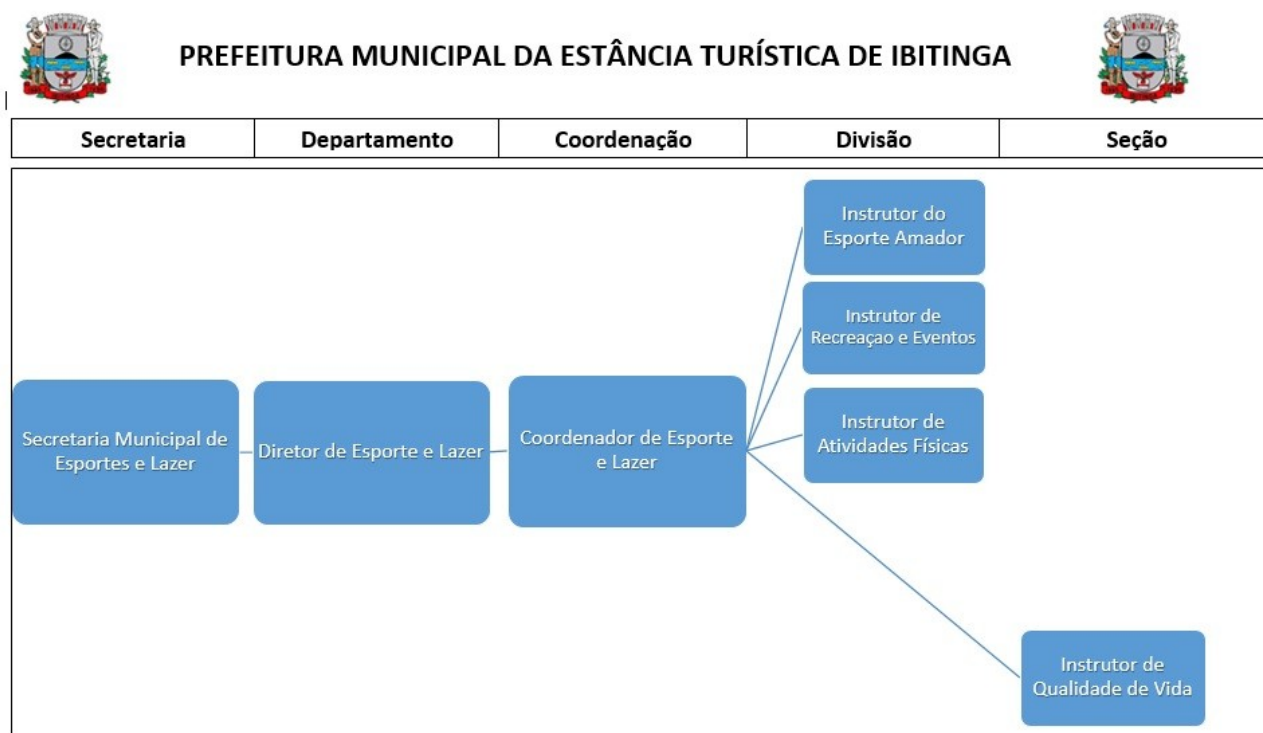 PREFEITURA MUNICIPAL DA ESTÂNCIA TURÍSTICA DE IBITINGA
Secretaria
Departamento
Coordenação
Divisão
Seção
Instrutor do
Esporte Amador
Instrutor de
Recreaçao e Eventos
Instrutor de
Atividades Físicas
Secretaria Municipal de
Esportes e Lazer
Diretor de Esporte e Lazer
Coordenador de Esporte
e Lazer
Instrutor de
Qualidade de Vida